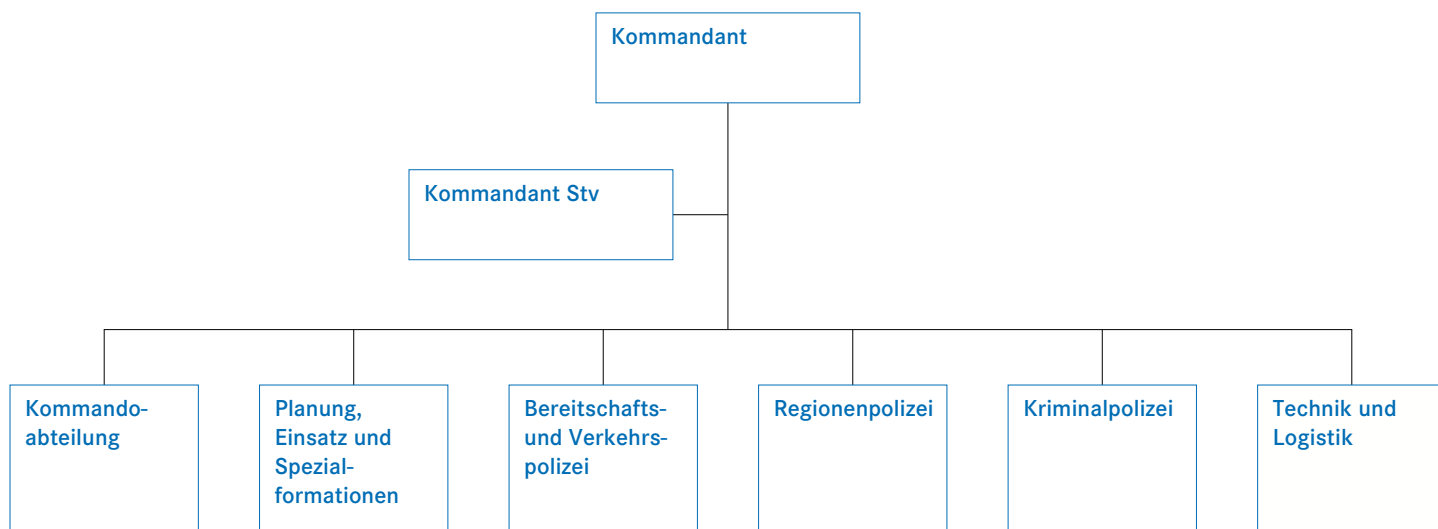 Kommandant
Kommandant Stv
Kommando-
abteilung
Planung,
Einsatz und
Spezial-
formationen
Bereitschafts-
und Verkehrs-
polizei
Regionenpolizei
Kriminalpolizei
Technik und
Logistik